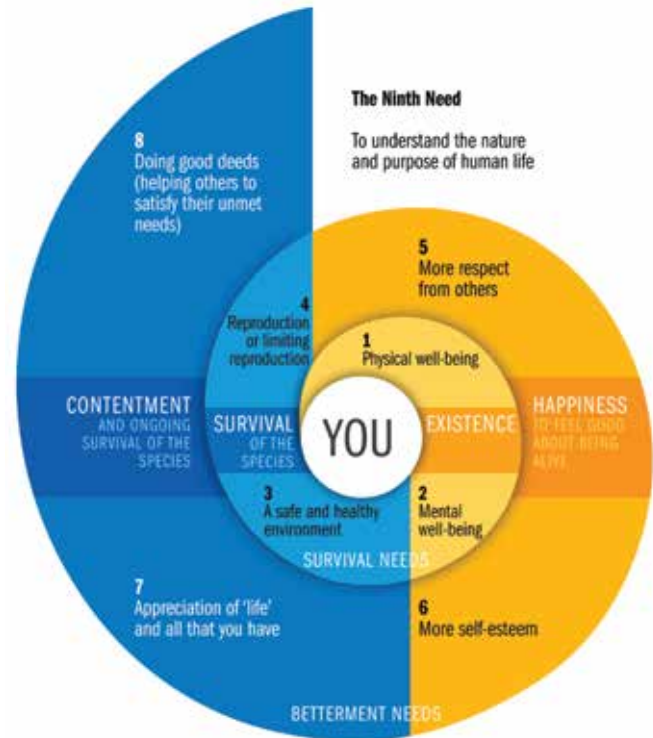 The Ninth Need
To understand the nature
and purpose of human life
8
Doing good deeds
(helping others to
satisfy their unmet
needs)
5
More respect
from others
4
Reproduction
or limiting
reproduction
1
Physical well-being
CONTENTMENT
AND ONGOING
SURVIVAL OF THE
SPECIES
SURVIVAL
OF THE
SPECIES
YOU
EXISTENCE
HAPPINESS
TO FEEL GOOD
ABOUT BEING
ALIVE
3
A safe and healthy
environment
2
Mental
well-being
SURVIVAL NEEDS
7
Appreciation of ‘life’
and all that you have
6
More self-esteem
BETTERMENT NEEDS